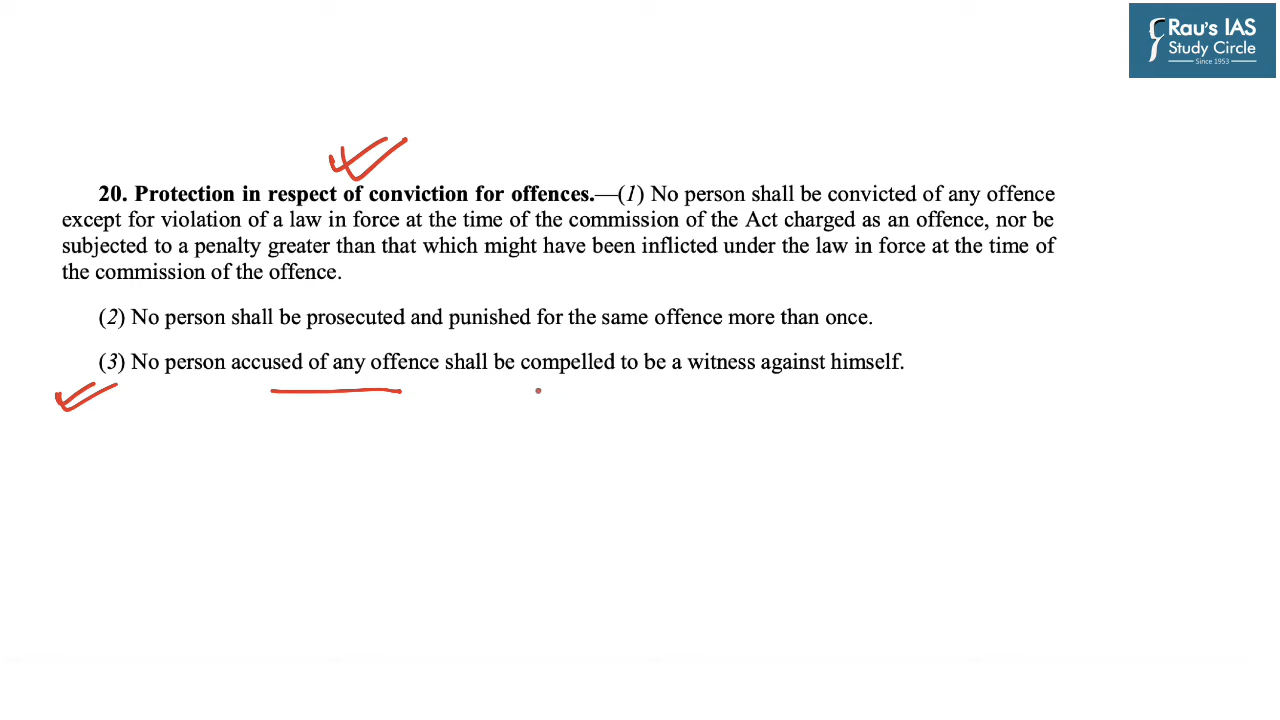 Rau's IAS
Study Circle
Since 1953
20. Protection in respect of conviction for offences.—(1) No person shall be convicted of any offence
except for violation of a law in force at the time of the commission of the Act charged as an offence, nor be
subjected to a penalty greater than that which might have been inflicted under the law in force at the time of
the commission of the offence.
(2) No person shall be prosecuted and punished for the same offence more than once.
(3) No person accused of any offence shall be compelled to be a witness against himself.